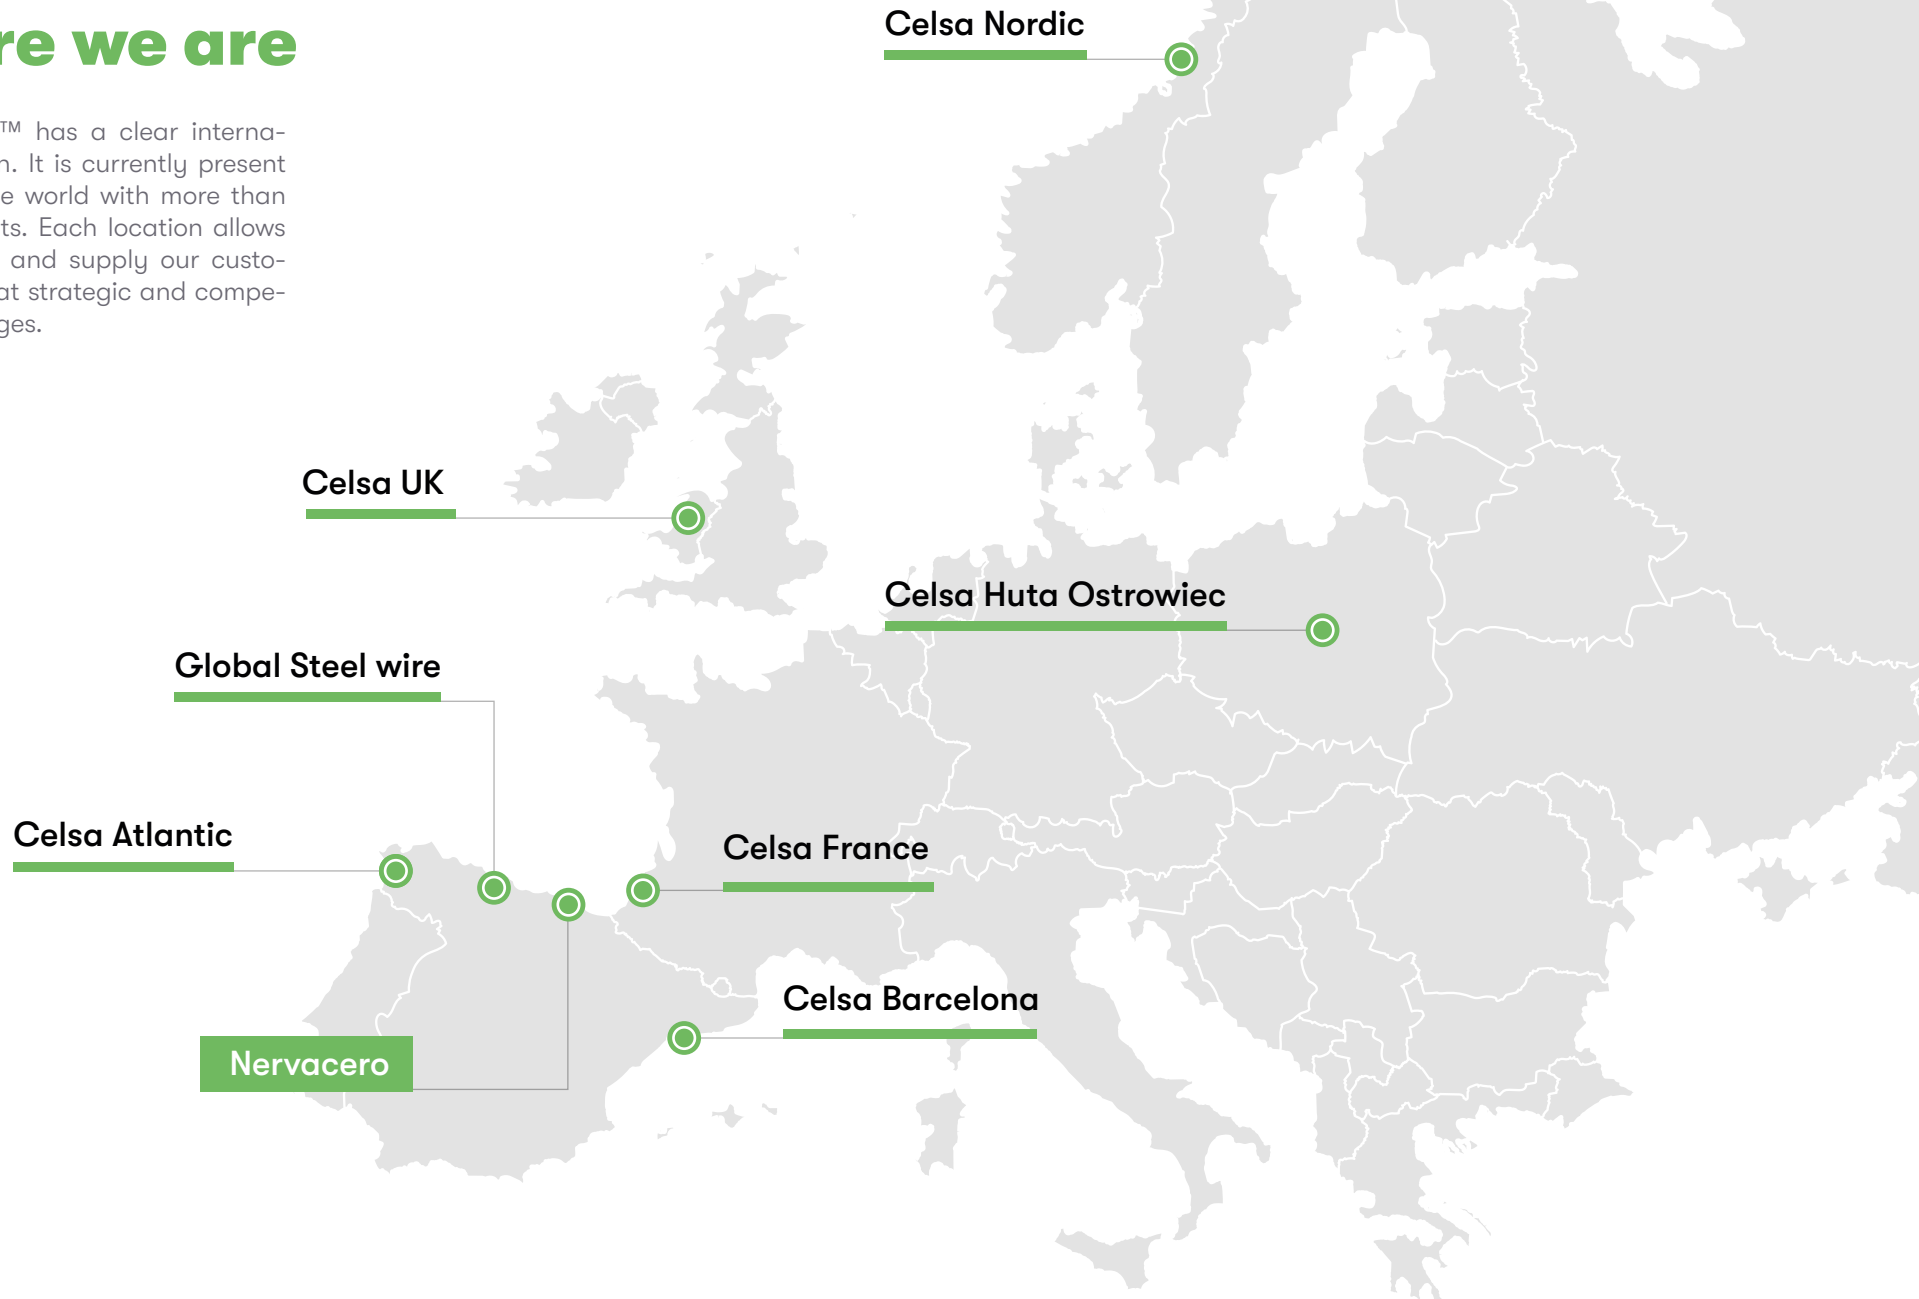 re we are
™ has a clear interna-
n. It is currently present
e world with more than
ts. Each location allows
and supply our custo-
at strategic and compe-
ges.
Celsa Nordic
Celsa UK
Celsa Huta Ostrowiec
Global Steel wire
Celsa Atlantic
Celsa France
Celsa Barcelona
Nervacero